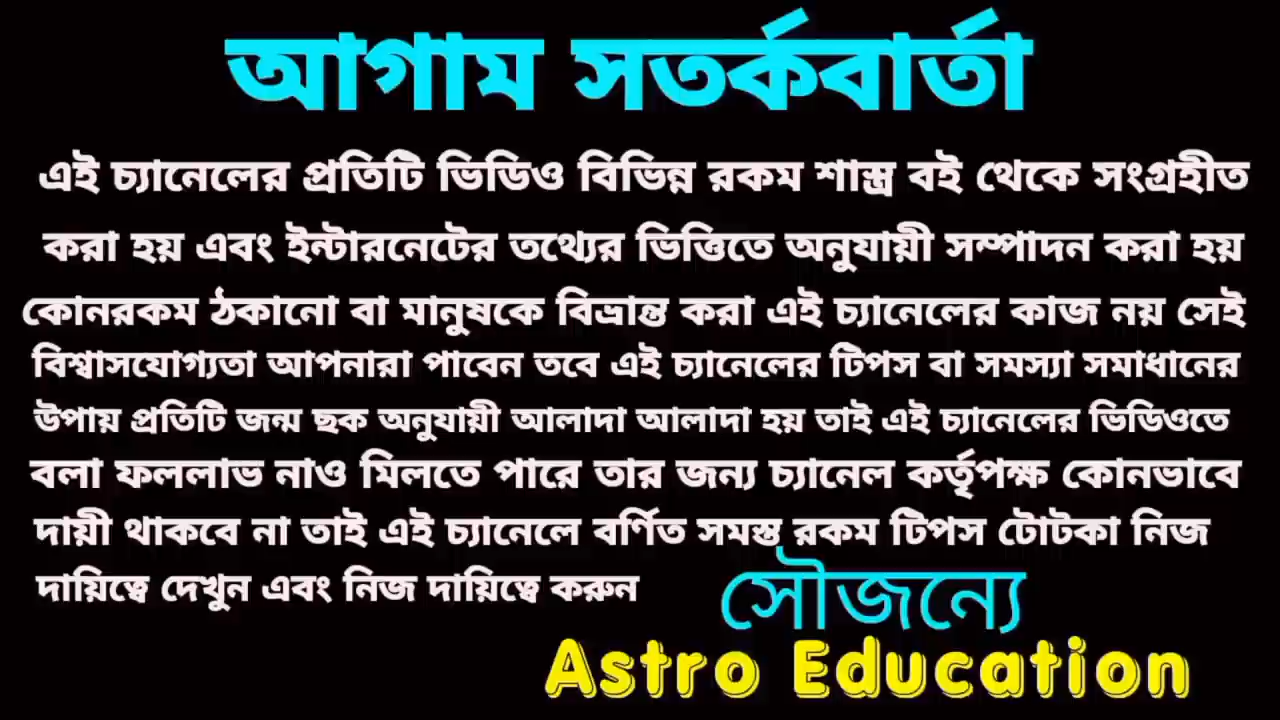 আগাম সতর্কবার্তা
এই চ্যানেলের প্রতিটি ভিডিও বিভিন্ন রকম শাস্ত্র বই থেকে সংগ্রহীত
করা হয় এবং ইন্টারনেটের তথ্যের ভিত্তিতে অনুযায়ী সম্পাদন করা হয়
কোনরকম ঠকানো বা মানুষকে বিভ্রান্ত করা এই চ্যানেলের কাজ নয় সেই
বিশ্বাসযোগ্যতা আপনারা পাবেন তবে এই চ্যানেলের টিপস বা সমস্যা সমাধানের
উপায় প্রতিটি জন্ম ছক অনুযায়ী আলাদা আলাদা হয় তাই এই চ্যানেলের ভিডিওতে
বলা ফললাভ নাও মিলতে পারে তার জন্য চ্যানেল কর্তৃপক্ষ কোনভাবে
দায়ী থাকবে না তাই এই চ্যানেলে বর্ণিত সমস্ত রকম টিপস টোটকা নিজ
দায়িত্বে দেখুন এবং নিজ দায়িত্বে করুন
সৌজন্যে
Astro Education